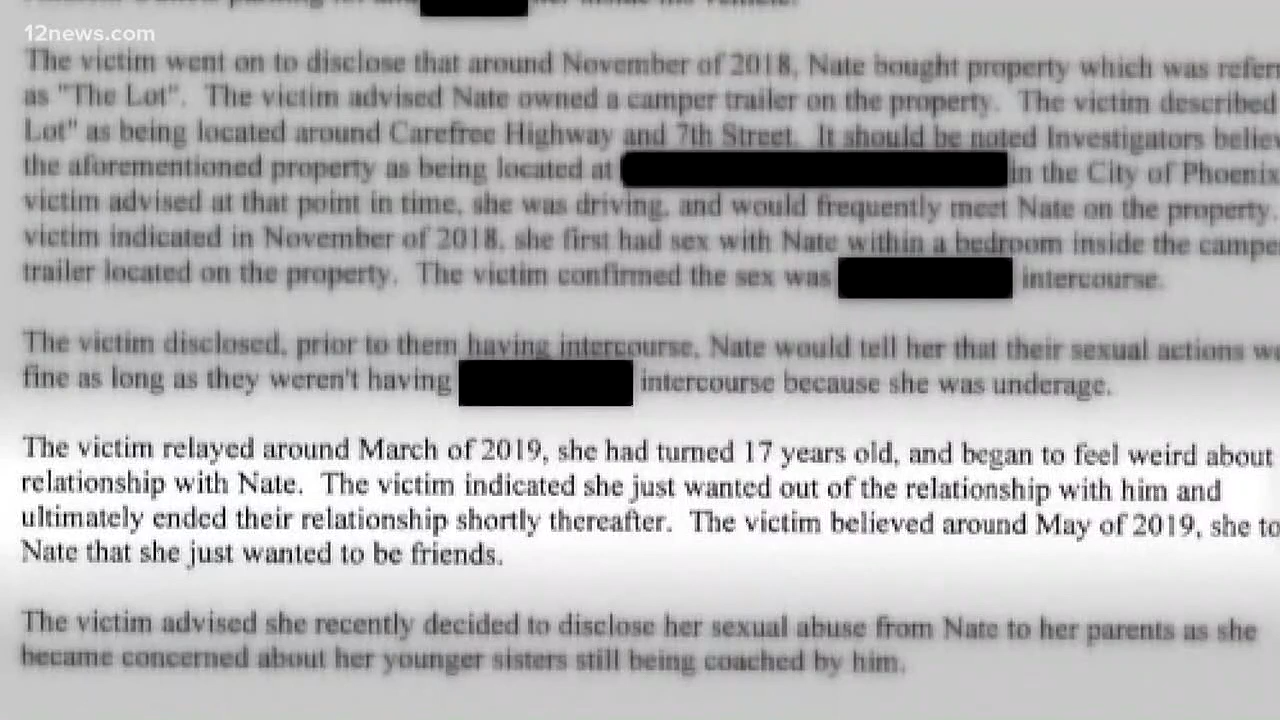 12news.com
The victim went on to disclose that around November of 2018, Nate bought property which was refer
as "The Lot". The victim advised Nate owned a camper trailer on the property. The victim described
Lot" as being located around Carefree Highway and 7th Street. It should be noted Investigators believ
the aforementioned property as being located at in the City of Phoenix
victim advised at that point in time, she was driving, and would frequently meet Nate on the property.
victim indicated in November of 2018, she first had sex with Nate within a bedroom inside the campe
trailer located on the property. The victim confirmed the sex was intercourse.
The victim disclosed, prior to them having intercourse, Nate would tell her that their sexual actions we
fine as long as they weren't having intercourse because she was underage.
The victim relayed around March of 2019, she had turned 17 years old, and began to feel weird about
relationship with Nate. The victim indicated she just wanted out of the relationship with him and
ultimately ended their relationship shortly thereafter. The victim believed around May of 2019, she to
Nate that she just wanted to be friends.
The victim advised she recently decided to disclose her sexual abuse from Nate to her parents as she
became concerned about her younger sisters still being coached by him.